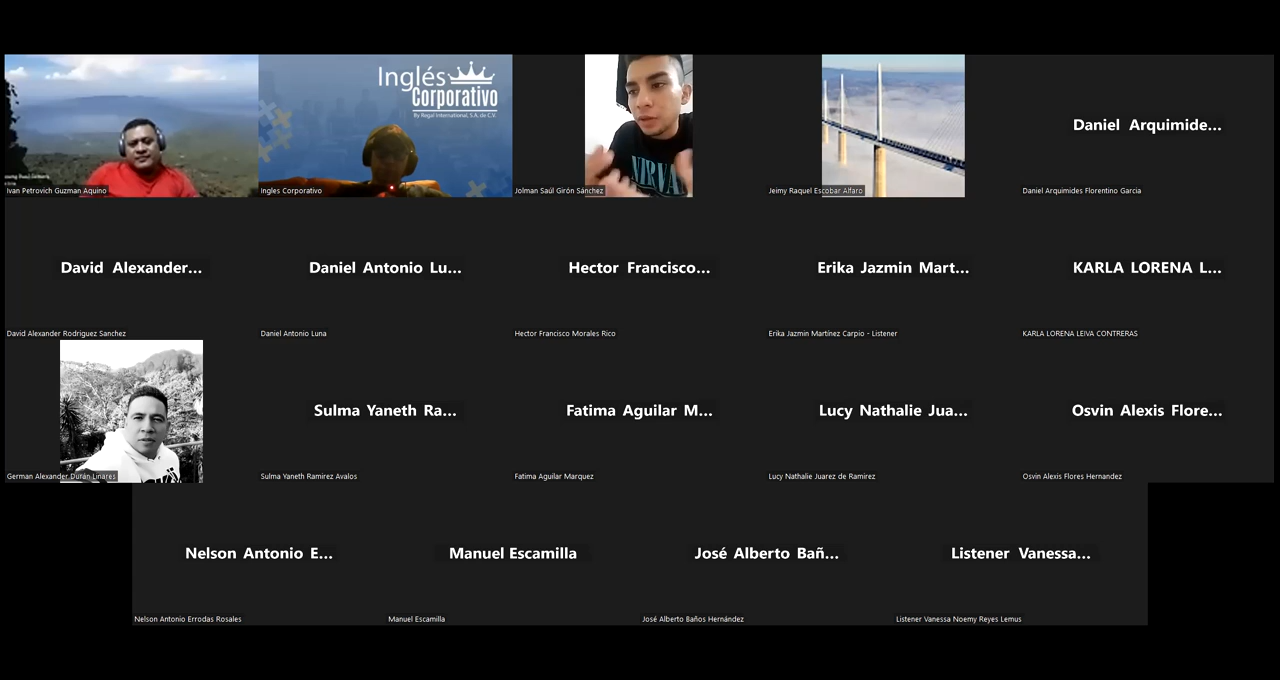 Inglés
Corporativo
By Regal International, S.A. de C.V.
Ivan Petrovich Guzman Aquino
Ingles Corporativo
NIRVA
Jolman Saúl Girón Sánchez
Jeimy Raquel Escobar Alfaro
Daniel Arquimide...
Daniel Arquimides Florentino Garcia
David Alexander...
David Alexander Rodriguez Sanchez
Daniel Antonio Lu...
Daniel Antonio Luna
Hector Francisco...
Hector Francisco Morales Rico
Erika Jazmin Mart...
Erika Jazmin Martínez Carpio - Listener
KARLA LORENA L...
KARLA LORENA LEIVA CONTRERAS
German Alexander Durán Linares
Sulma Yaneth Ra...
Sulma Yaneth Ramirez Avalos
Fatima Aguilar M...
Fatima Aguilar Marquez
Lucy Nathalie Jua...
Lucy Nathalie Juarez de Ramirez
Osvin Alexis Flore...
Osvin Alexis Flores Hernandez
Nelson Antonio E...
Nelson Antonio Errodas Rosales
Manuel Escamilla
Manuel Escamilla
José Alberto Bañ...
José Alberto Baños Hernández
Listener Vanessa...
Listener Vanessa Noemy Reyes Lemus